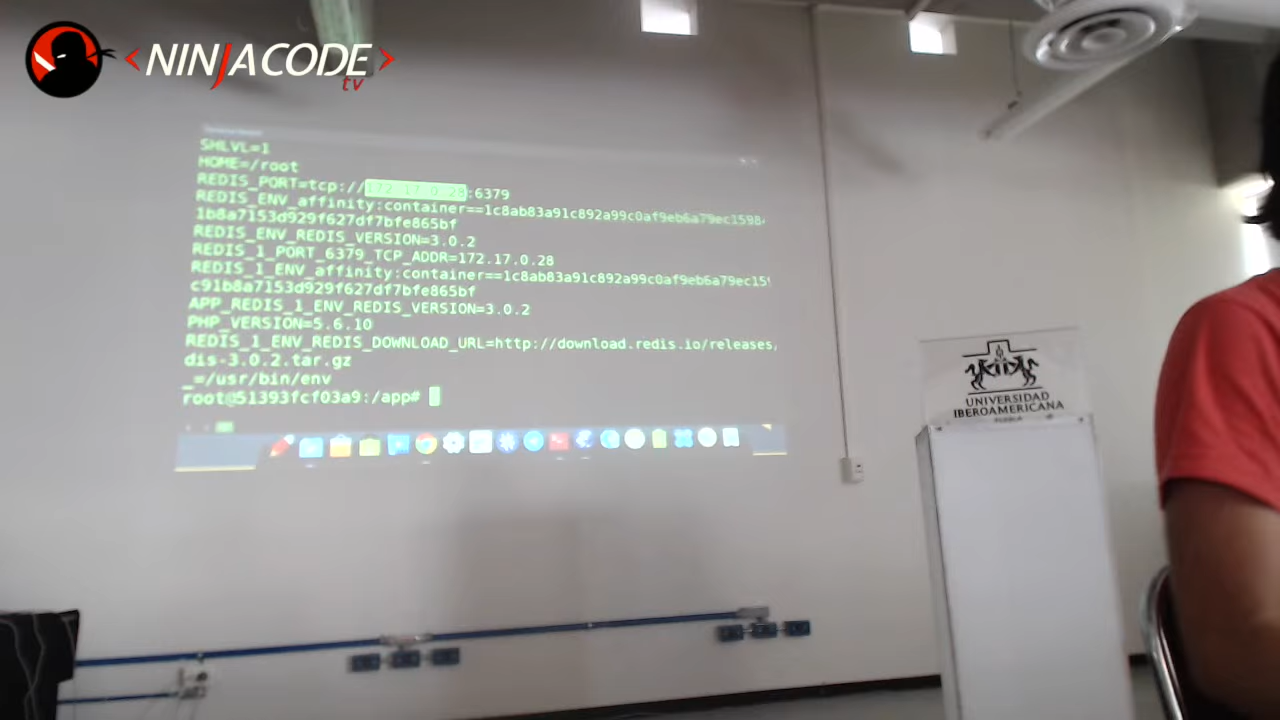 <NINJACODE>
tv
SHLVL=1
HOME=/root
REDIS_PORT=tcp://172.17.0.28:6379
REDIS_ENV_affinity:container==1c8ab83a91c892a99c0af9eb6a79ec1598
1b8a7153d929f627df7bfe865bf
REDIS_ENV_REDIS_VERSION=3.0.2
REDIS_1_PORT_6379_TCP_ADDR=172.17.0.28
REDIS_1_ENV_affinity:container==1c8ab83a91c892a99c0af9eb6a79ec15
c91b8a7153d929f627df7bfe865bf
APP_REDIS_1_ENV_REDIS_VERSION=3.0.2
PHP_VERSION=5.6.10
REDIS_1_ENV_REDIS_DOWNLOAD_URL=http://download.redis.io/releases/
dis-3.0.2.tar.gz
_=/usr/bin/env
root@51393fcf03a9:/app#
UNIVERSIDAD
IBEROAMERICANA
PUEBLA